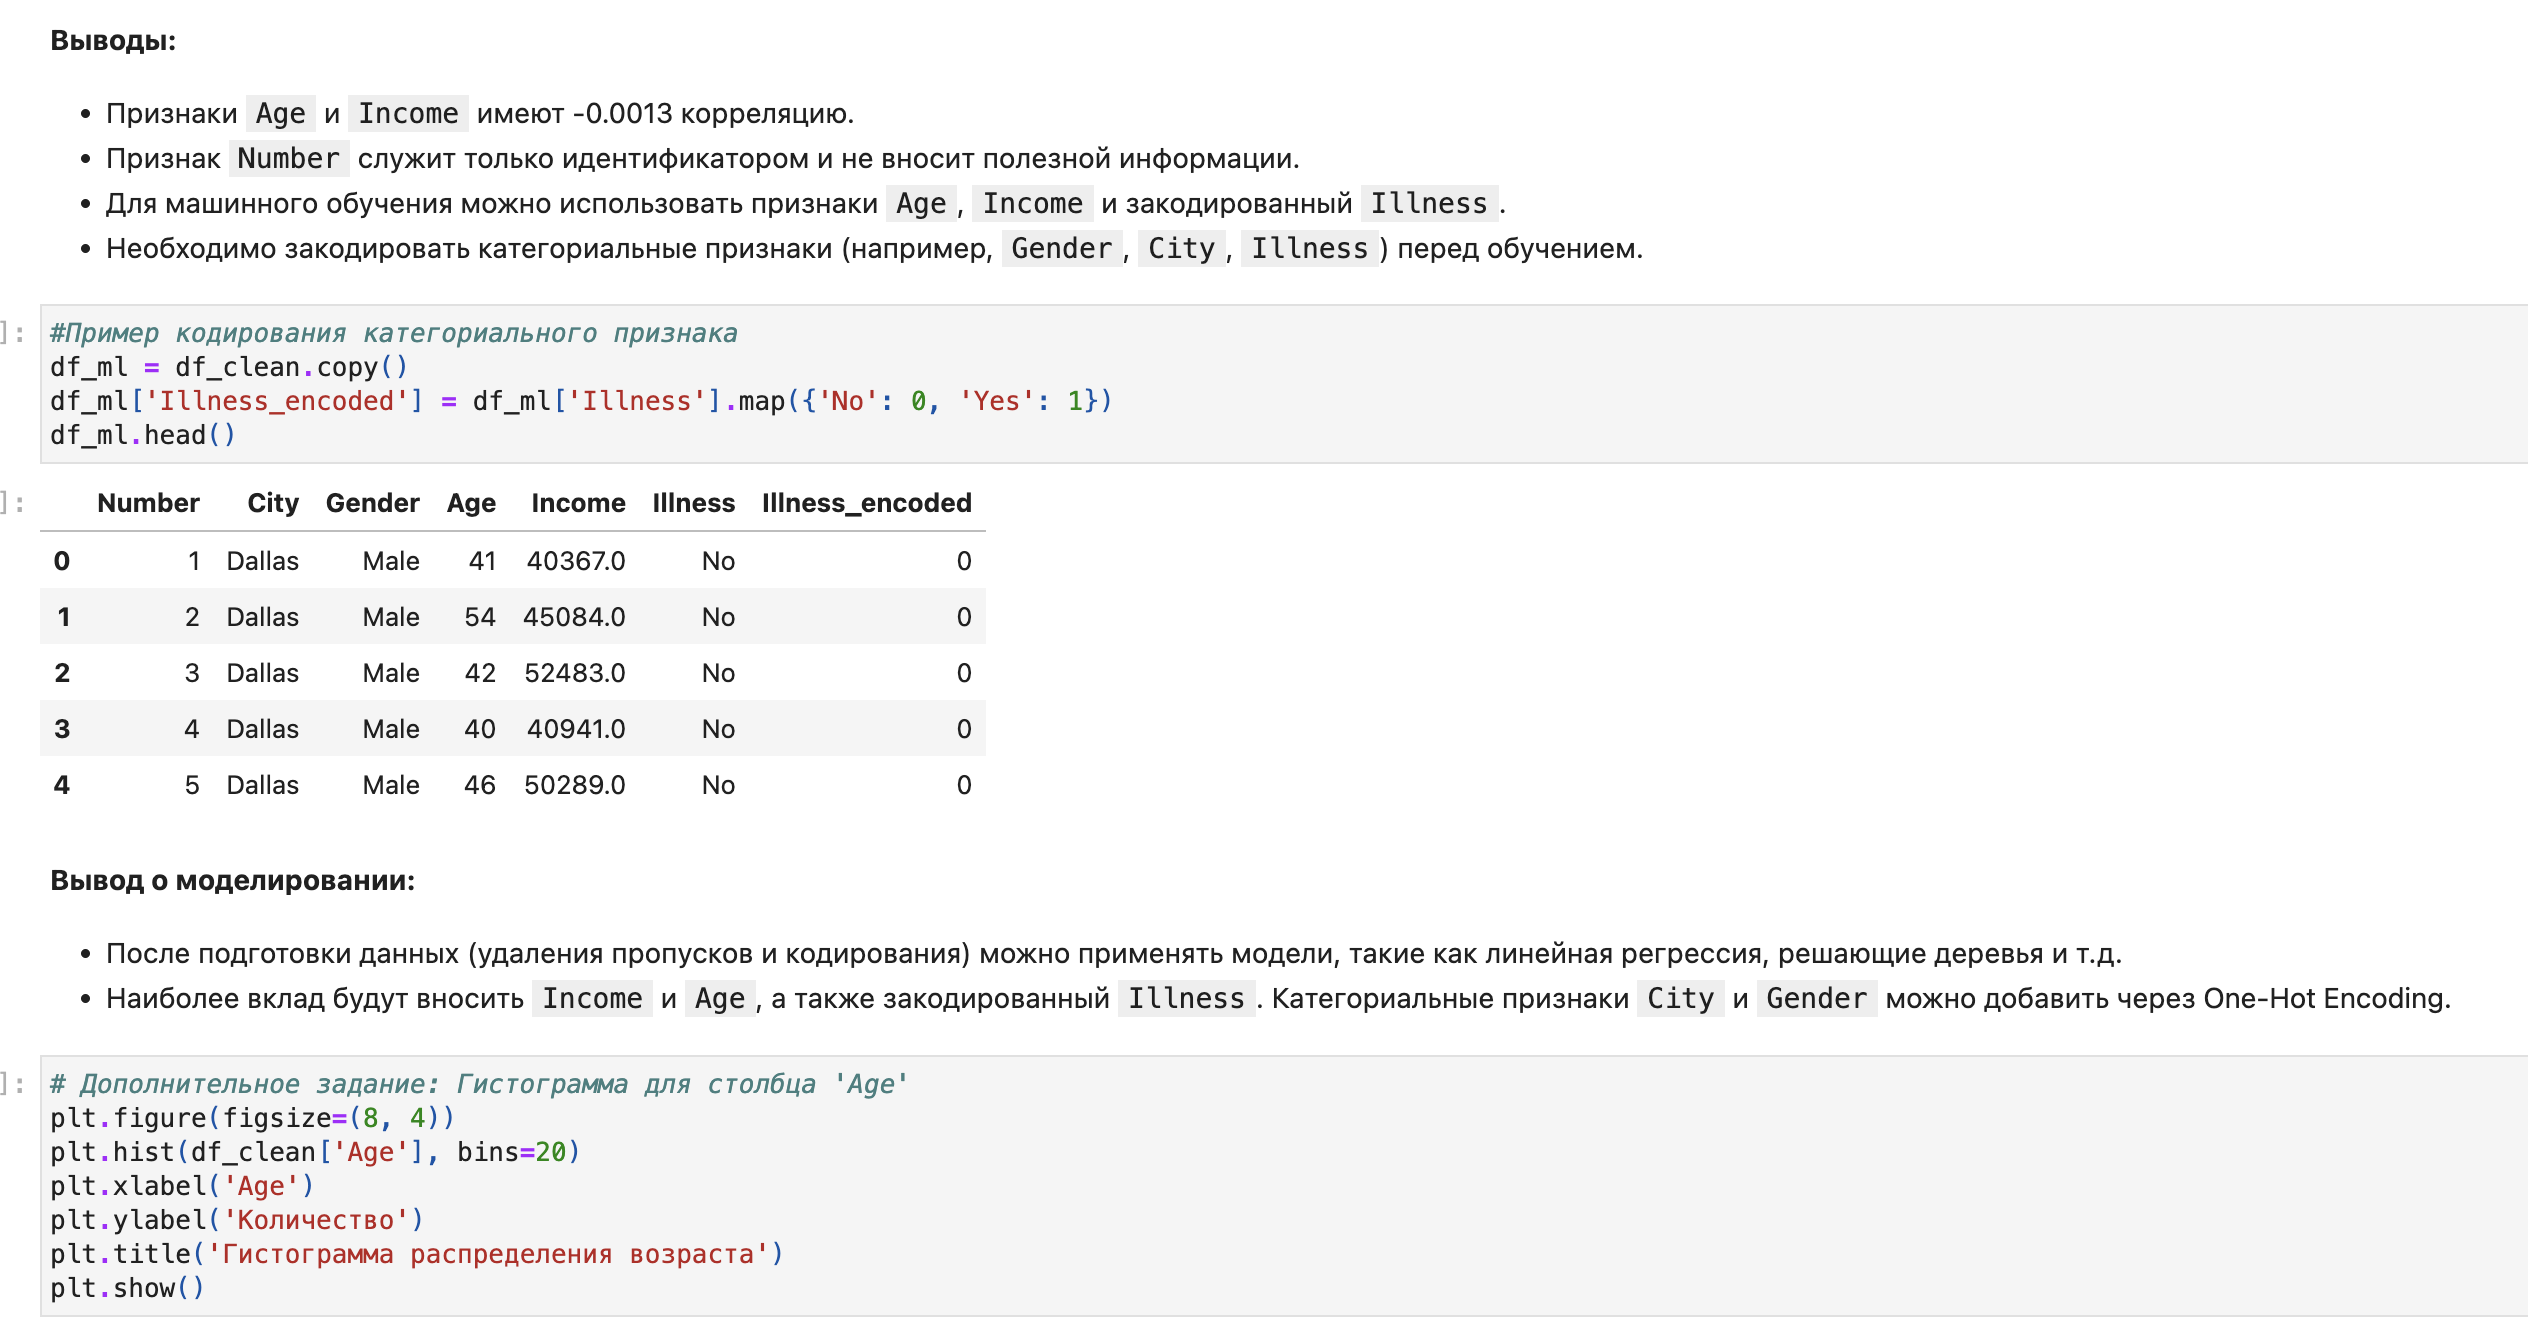 Выводы:
• Признаки Age и Income имеют -0.0013 корреляцию.
• Признак Number служит только идентификатором и не вносит полезной информации.
• Для машинного обучения можно использовать признаки Age, Income и закодированный Illness.
• Необходимо закодировать категориальные признаки (например, Gender, City, Illness) перед обучением.
]: #Пример кодирования категориального признака
df_ml = df_clean.copy()
df_ml['Illness_encoded'] = df_ml['Illness'].map({'No': 0, 'Yes': 1})
df_ml.head()
]: Number City Gender Age Income Illness Illness_encoded
0 1 Dallas Male 41 40367.0 No 0
1 2 Dallas Male 54 45084.0 No 0
2 3 Dallas Male 42 52483.0 No 0
3 4 Dallas Male 40 40941.0 No 0
4 5 Dallas Male 46 50289.0 No 0
Вывод о моделировании:
• После подготовки данных (удаления пропусков и кодирования) можно применять модели, такие как линейная регрессия, решающие деревья и т.д.
• Наиболее вклад будут вносить Income и Age, а также закодированный Illness. Категориальные признаки City и Gender можно добавить через One-Hot Encoding.
]: # Дополнительное задание: Гистограмма для столбца 'Age'
plt.figure(figsize=(8, 4))
plt.hist(df_clean['Age'], bins=20)
plt.xlabel('Age')
plt.ylabel('Количество')
plt.title('Гистограмма распределения возраста')
plt.show()